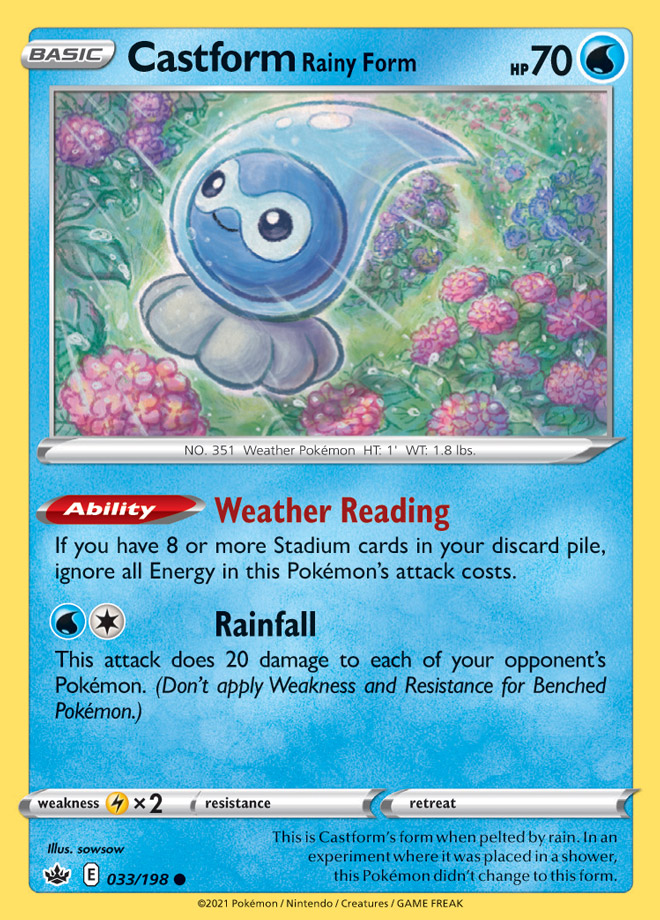 BASIC Castform Rainy Form HP 70
NO. 351 Weather Pokémon HT: 1' WT: 1.8 lbs.
Ability Weather Reading
If you have 8 or more Stadium cards in your discard pile,
ignore all Energy in this Pokémon's attack costs.
Rainfall
This attack does 20 damage to each of your opponent's
Pokémon. (Don't apply Weakness and Resistance for Benched
Pokémon.)
weakness ×2 resistance retreat
Illus. sowsow
This is Castform's form when pelted by rain. In an
experiment where it was placed in a shower,
this Pokémon didn't change to this form.
E 033/198
©2021 Pokémon / Nintendo / Creatures / GAME FREAK